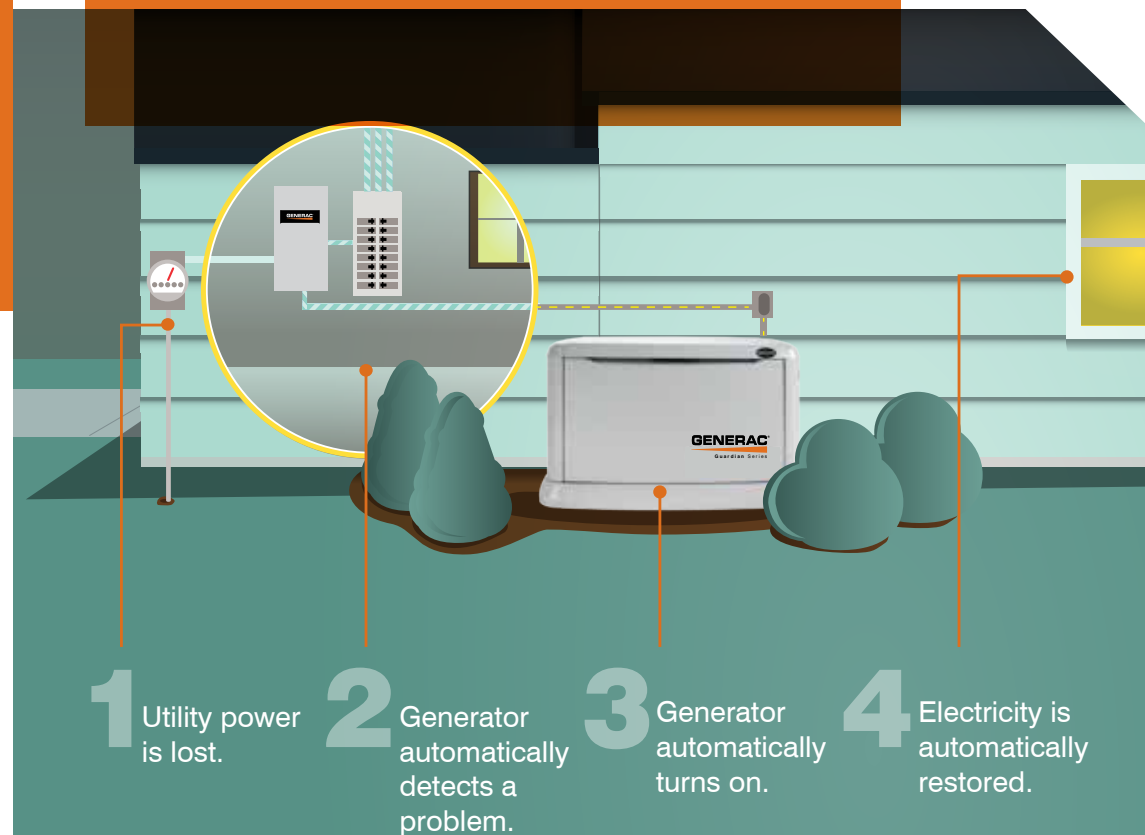 GENERAC
GENERAC
Guardian Series
1
Utility power
is lost.
2
Generator
automatically
detects a
problem.
3
Generator
automatically
turns on.
4
Electricity is
automatically
restored.